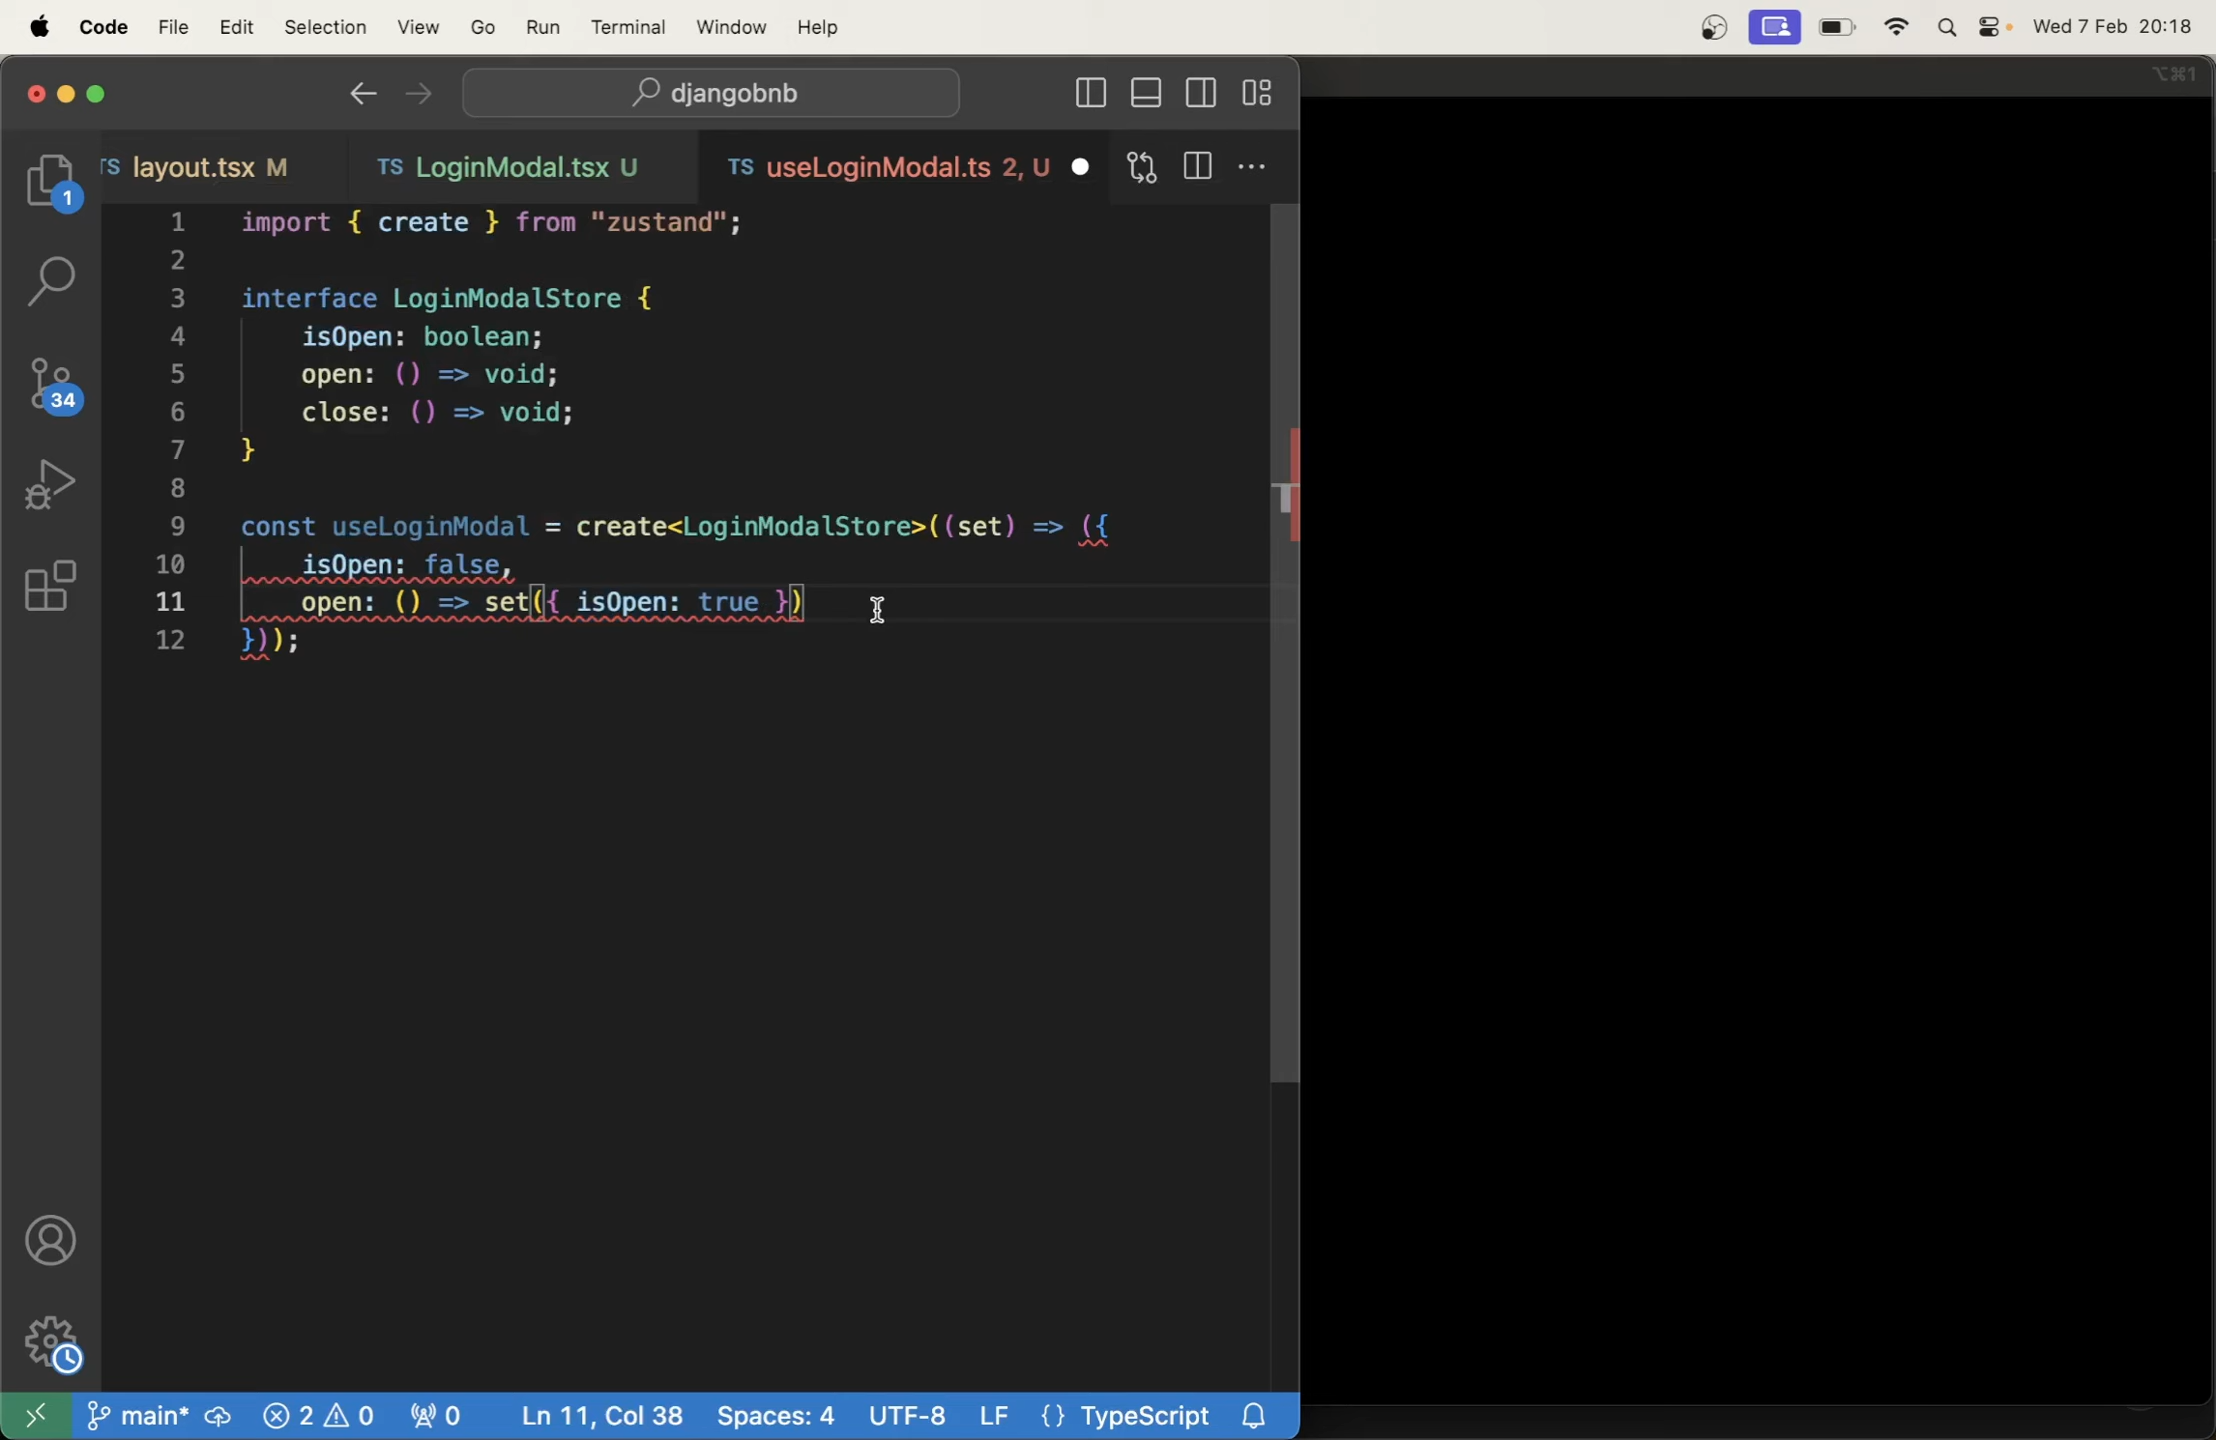 Code File Edit Selection View Go Run Terminal Window Help Wed 7 Feb 20:18
djangobnb
⌥⌘1
TS layout.tsx M TS LoginModal.tsx U TS useLoginModal.ts 2, U
1
34
1 import { create } from "zustand";
2
3 interface LoginModalStore {
4 isOpen: boolean;
5 open: () => void;
6 close: () => void;
7 }
8
9 const useLoginModal = create<LoginModalStore>((set) => ({
10 isOpen: false,
11 open: () => set({ isOpen: true })
12 }));
main* 2 0 0 Ln 11, Col 38 Spaces: 4 UTF-8 LF {} TypeScript